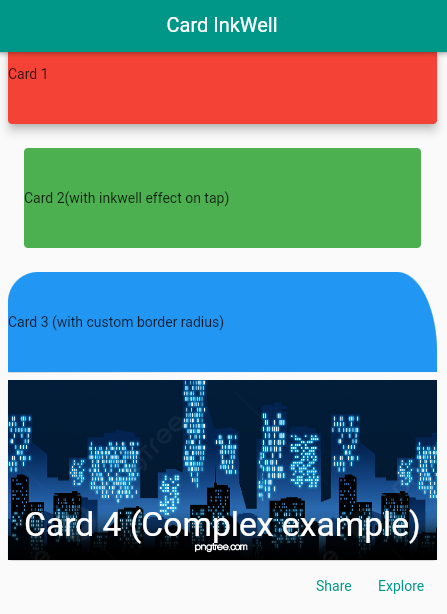 Card InkWell
Card 1
Card 2(with inkwell effect on tap)
Card 3 (with custom border radius)
Card 4 (Complex example)
pngtree.com
Share
Explore